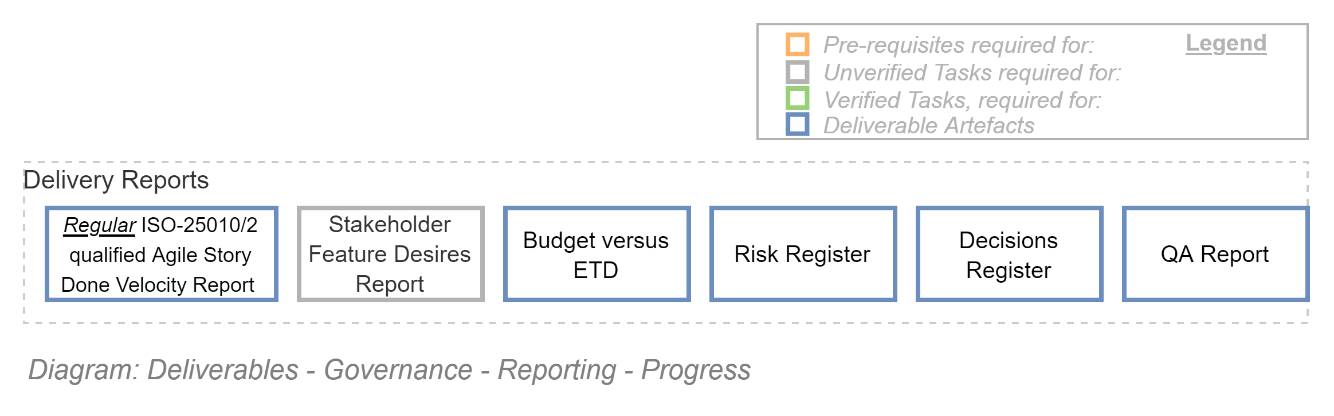 Legend
Pre-requisites required for:
Unverified Tasks required for:
Verified Tasks, required for:
Deliverable Artefacts
Delivery Reports
Regular ISO-25010/2
qualified Agile Story
Done Velocity Report
Stakeholder
Feature Desires
Report
Budget versus
ETD
Risk Register
Decisions
Register
QA Report
Diagram: Deliverables - Governance - Reporting - Progress